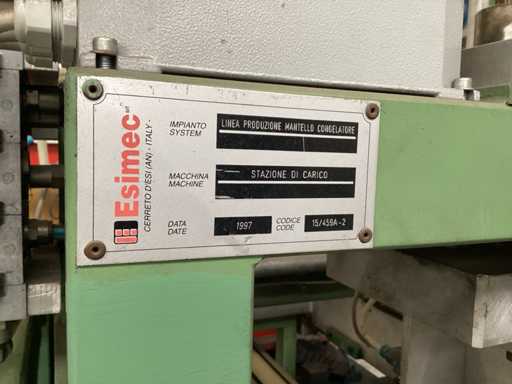 Esimec srl
CERRETO D'ESI (AN) - ITALY -
IMPIANTO
SYSTEM
LINEA PRODUZIONE MANTELLO CONGELATORE
MACCHINA
MACHINE
STAZIONE DI CARICO
DATA
DATE
1997
CODICE
CODE
15/459A-2